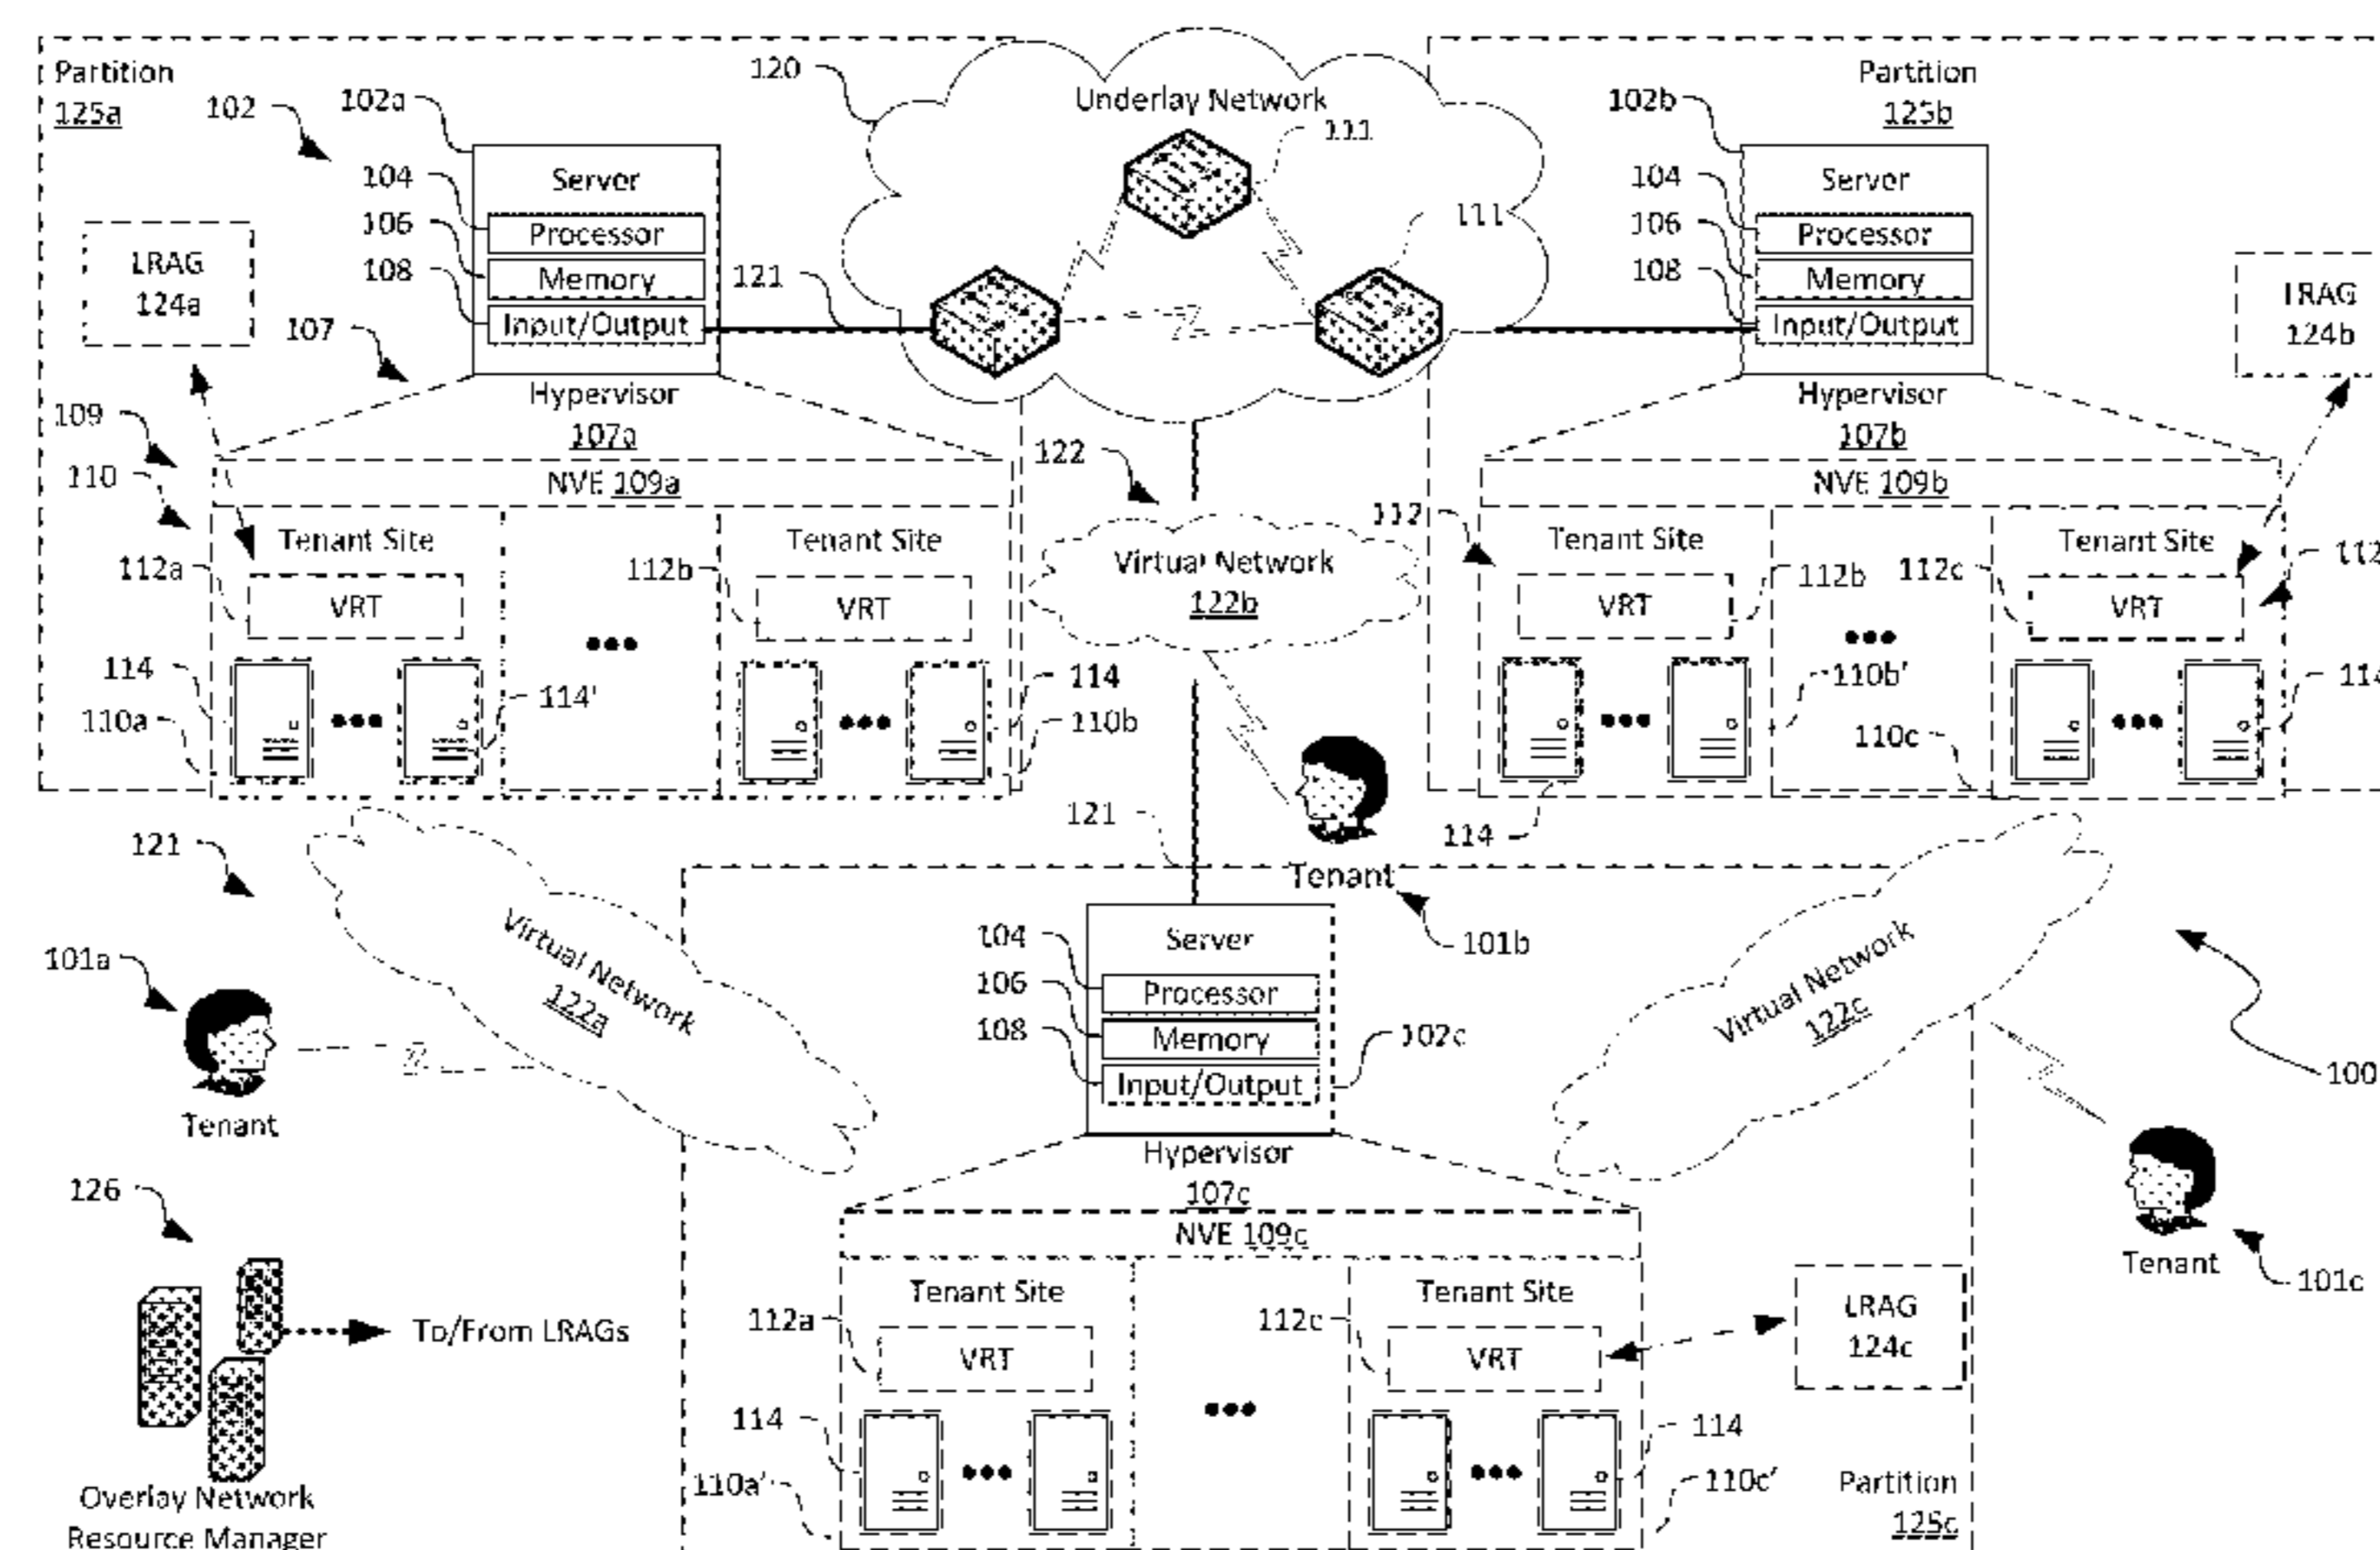 Partition
125a
102
102a
104
106
108
Server
Processor
Memory
Input/Output
LRAG
124a
107
Hypervisor
107a
109
110
NVE 109a
Tenant Site
112a
VRT
114
110a
114'
Tenant Site
112b
VRT
114
110b
120
Underlay Network
111
111
121
122
Virtual Network
122b
Partition
125b
102b
104
106
108
Server
Processor
Memory
Input/Output
LRAG
124b
Hypervisor
107b
NVE 109b
112
Tenant Site
VRT
112b
110b'
114
112c
Tenant Site
VRT
112
110c
114
121
Virtual Network
122a
101a
Tenant
121
Tenant
101b
104
106
108
Server
Processor
Memory
Input/Output
102c
Virtual Network
122c
100
Tenant
101c
Hypervisor
107c
NVE 109c
Tenant Site
112a
VRT
114
110a'
Tenant Site
112c
VRT
114
110c'
LRAG
124c
Partition
125c
126
To/From LRAGs
Overlay Network
Resource Manager